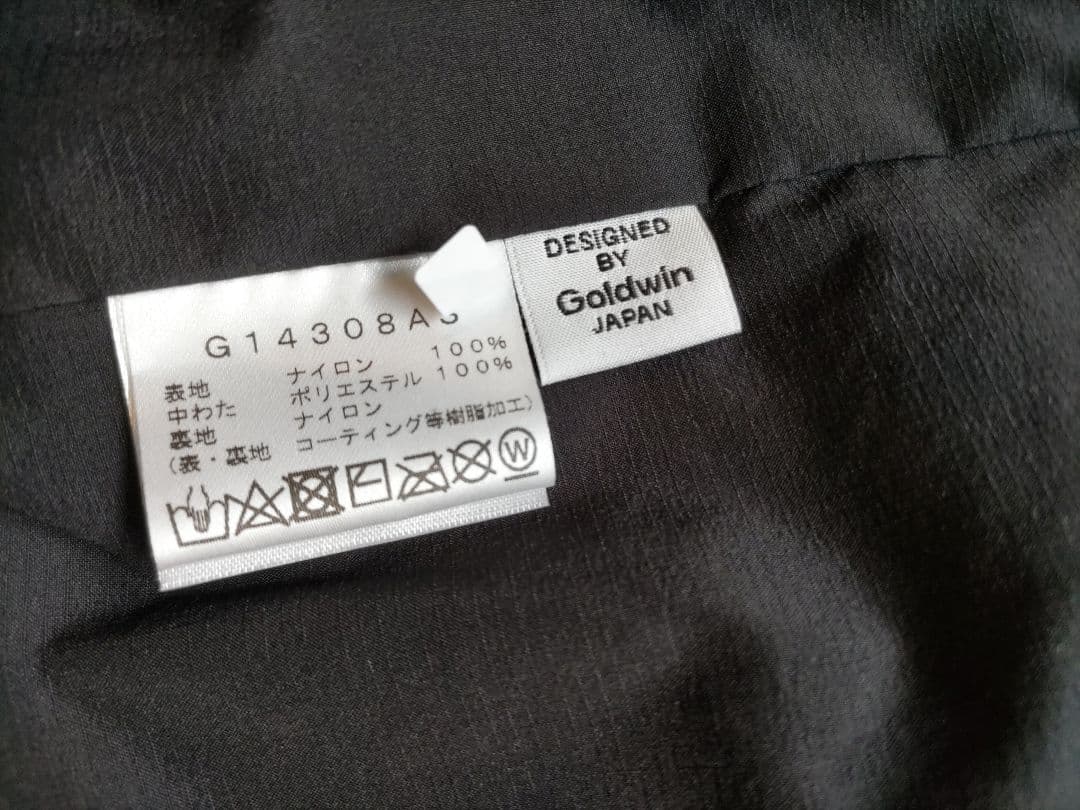 G14308A
表地 ナイロン 100%
中わた ポリエステル 100%
裏地 ナイロン
(表・裏地 コーティング等樹脂加工)
W
DESIGNED
BY
Goldwin
JAPAN